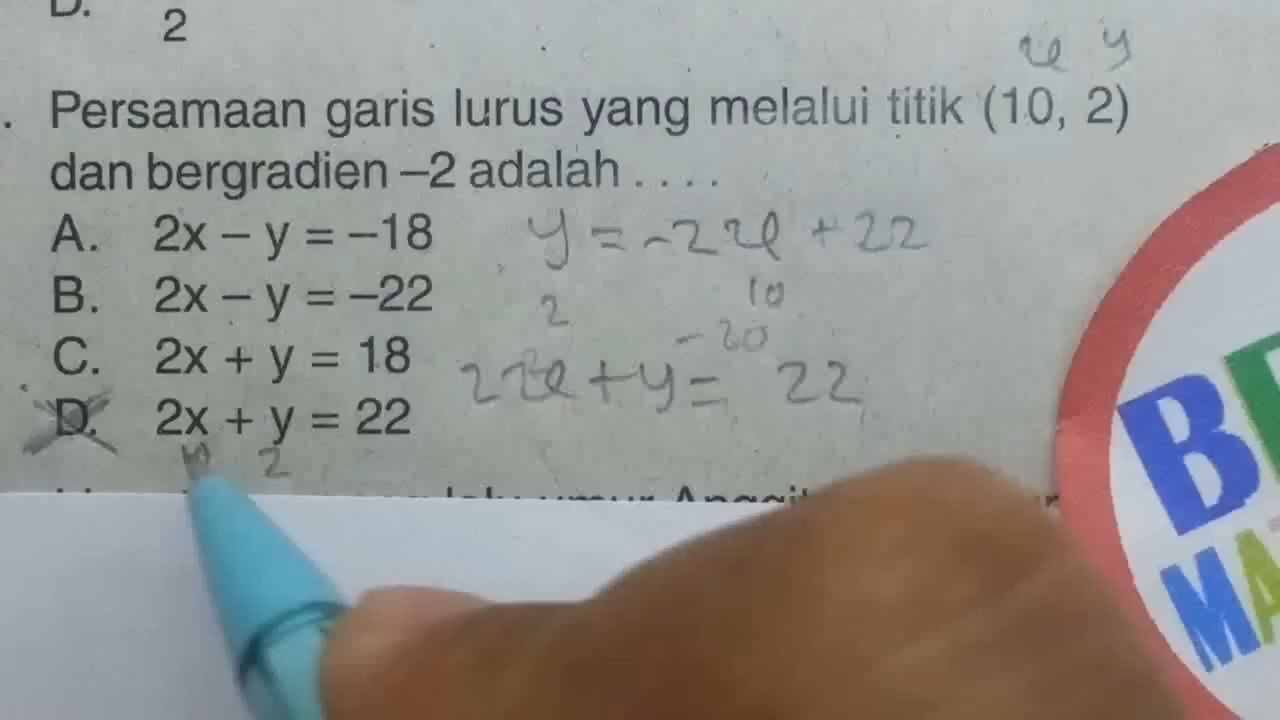 D.
2
x y
. Persamaan garis lurus yang melalui titik (10, 2)
dan bergradien –2 adalah . . . .
A. 2x – y = –18
y = -2x + 22
B. 2x – y = –22
2 10
-20
C. 2x + y = 18
2x + y = 22
D. 2x + y = 22
10 2